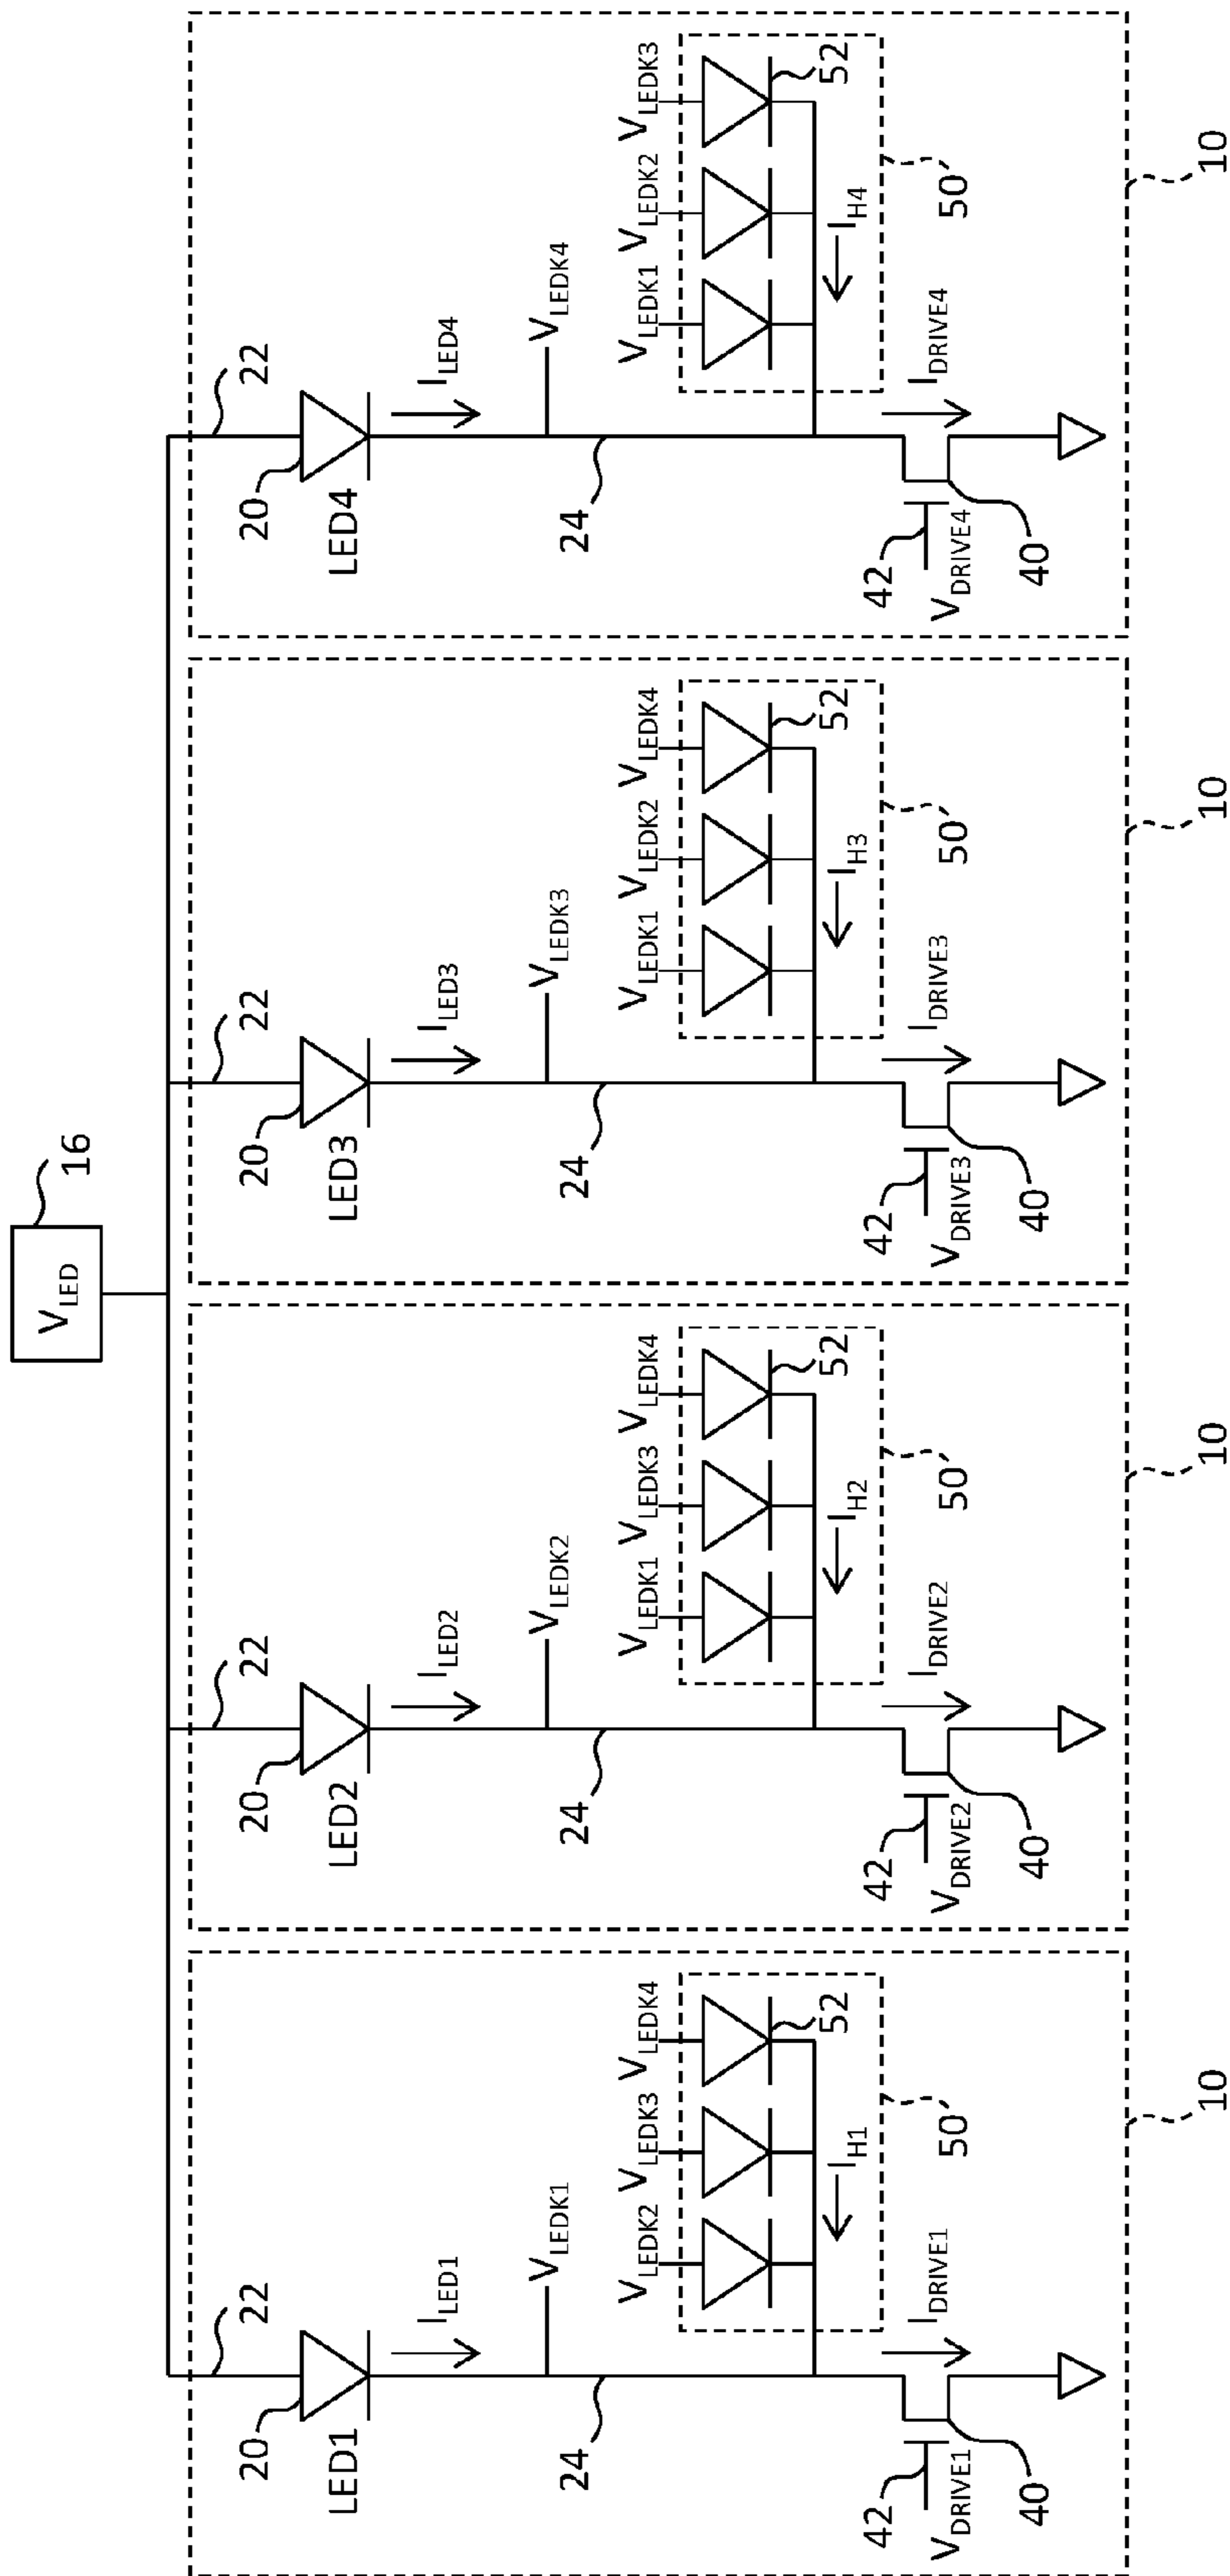 V_LED 16
22
20
LED1
I_LED1
V_LEDK1
24
V_LEDK2 V_LEDK3 V_LEDK4
52
I_H1
50'
I_DRIVE1
42
V_DRIVE1
40
10
22
20
LED2
I_LED2
V_LEDK2
24
V_LEDK1 V_LEDK3 V_LEDK4
52
I_H2
50'
I_DRIVE2
42
V_DRIVE2
40
10
22
20
LED3
I_LED3
V_LEDK3
24
V_LEDK1 V_LEDK2 V_LEDK4
52
I_H3
50'
I_DRIVE3
42
V_DRIVE3
40
10
22
20
LED4
I_LED4
V_LEDK4
24
V_LEDK1 V_LEDK2 V_LEDK3
52
I_H4
50'
I_DRIVE4
42
V_DRIVE4
40
10